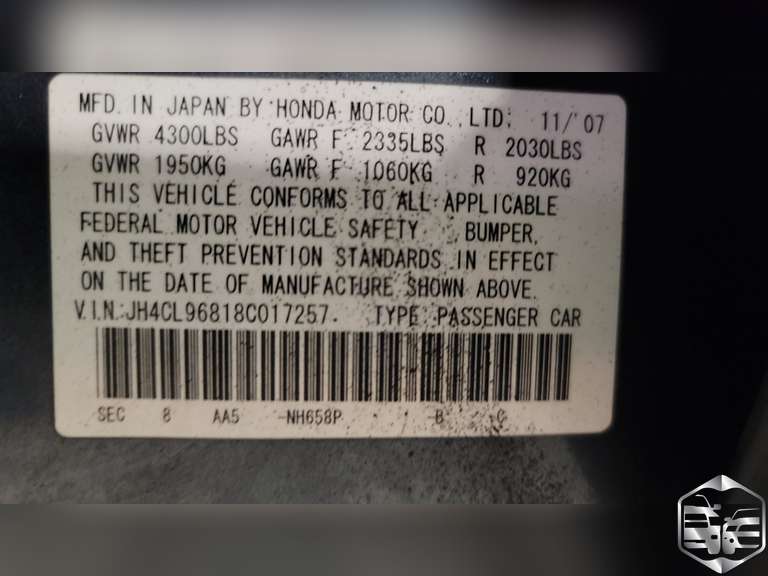 MFD. IN JAPAN BY HONDA MOTOR CO., LTD. 11/'07
GVWR 4300LBS GAWR F 2335LBS R 2030LBS
GVWR 1950KG GAWR F 1060KG R 920KG
THIS VEHICLE CONFORMS TO ALL APPLICABLE
FEDERAL MOTOR VEHICLE SAFETY, BUMPER,
AND THEFT PREVENTION STANDARDS IN EFFECT
ON THE DATE OF MANUFACTURE SHOWN ABOVE.
V.I.N.:JH4CL96818C017257. TYPE:PASSENGER CAR
SEC 8 AA5 -NH658P- B C